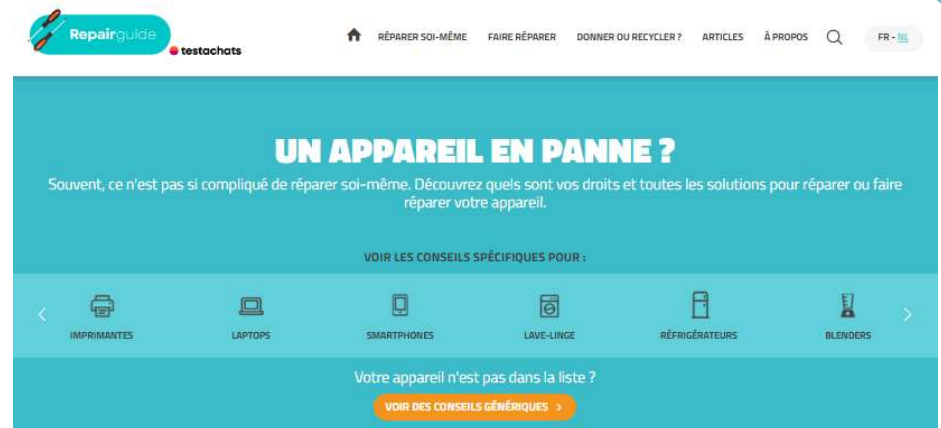 Repairguide
testachats
RÉPARER SOI-MÊME FAIRE RÉPARER DONNER OU RECYCLER ? ARTICLES À PROPOS FR - NL
UN APPAREIL EN PANNE ?
Souvent, ce n'est pas si compliqué de réparer soi-même. Découvrez quels sont vos droits et toutes les solutions pour réparer ou faire
réparer votre appareil.
VOIR LES CONSEILS SPÉCIFIQUES POUR :
IMPRIMANTES LAPTOPS SMARTPHONES LAVE-LINGE RÉFRIGÉRATEURS BLENDERS
Votre appareil n'est pas dans la liste ?
VOIR DES CONSEILS GÉNÉRIQUES >